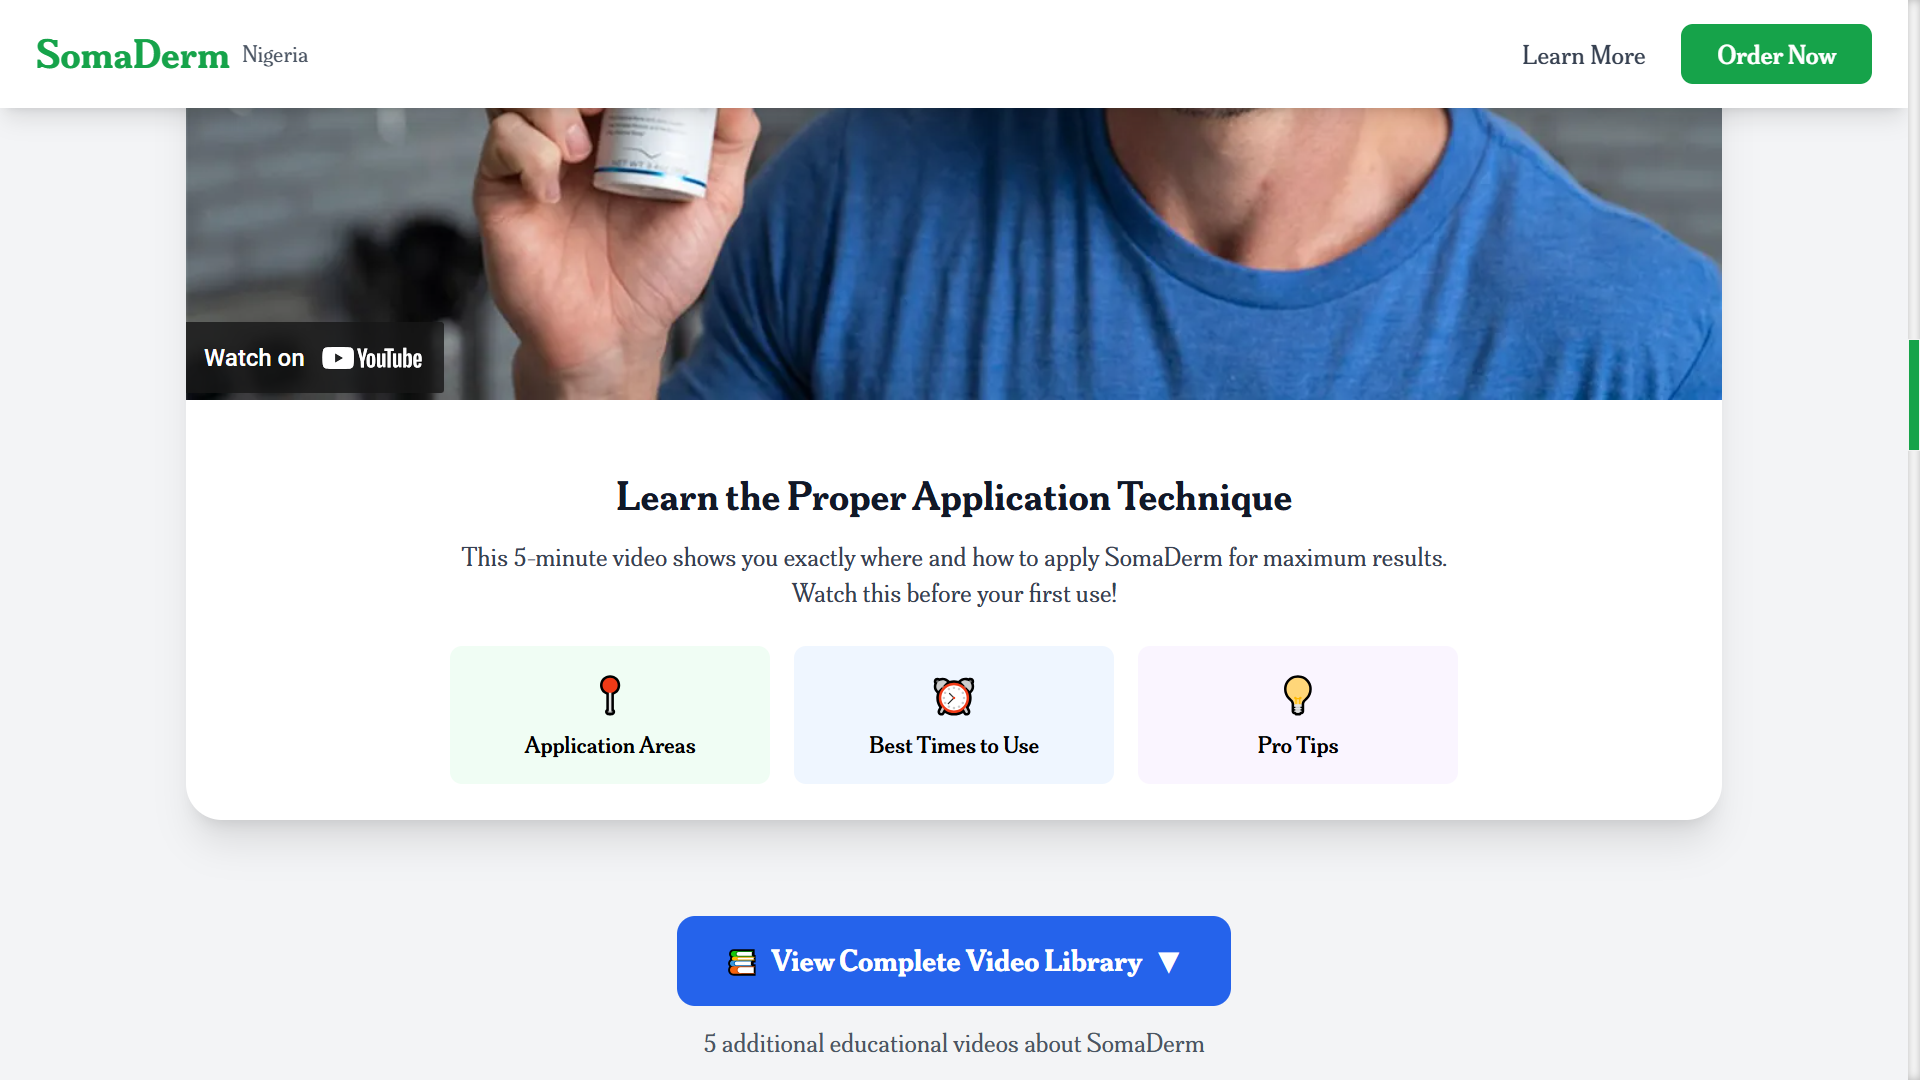 SomaDerm Nigeria
Learn More
Order Now
NET WT
Watch on YouTube
Learn the Proper Application Technique
This 5-minute video shows you exactly where and how to apply SomaDerm for maximum results.
Watch this before your first use!
Application Areas
Best Times to Use
Pro Tips
View Complete Video Library ▼
5 additional educational videos about SomaDerm